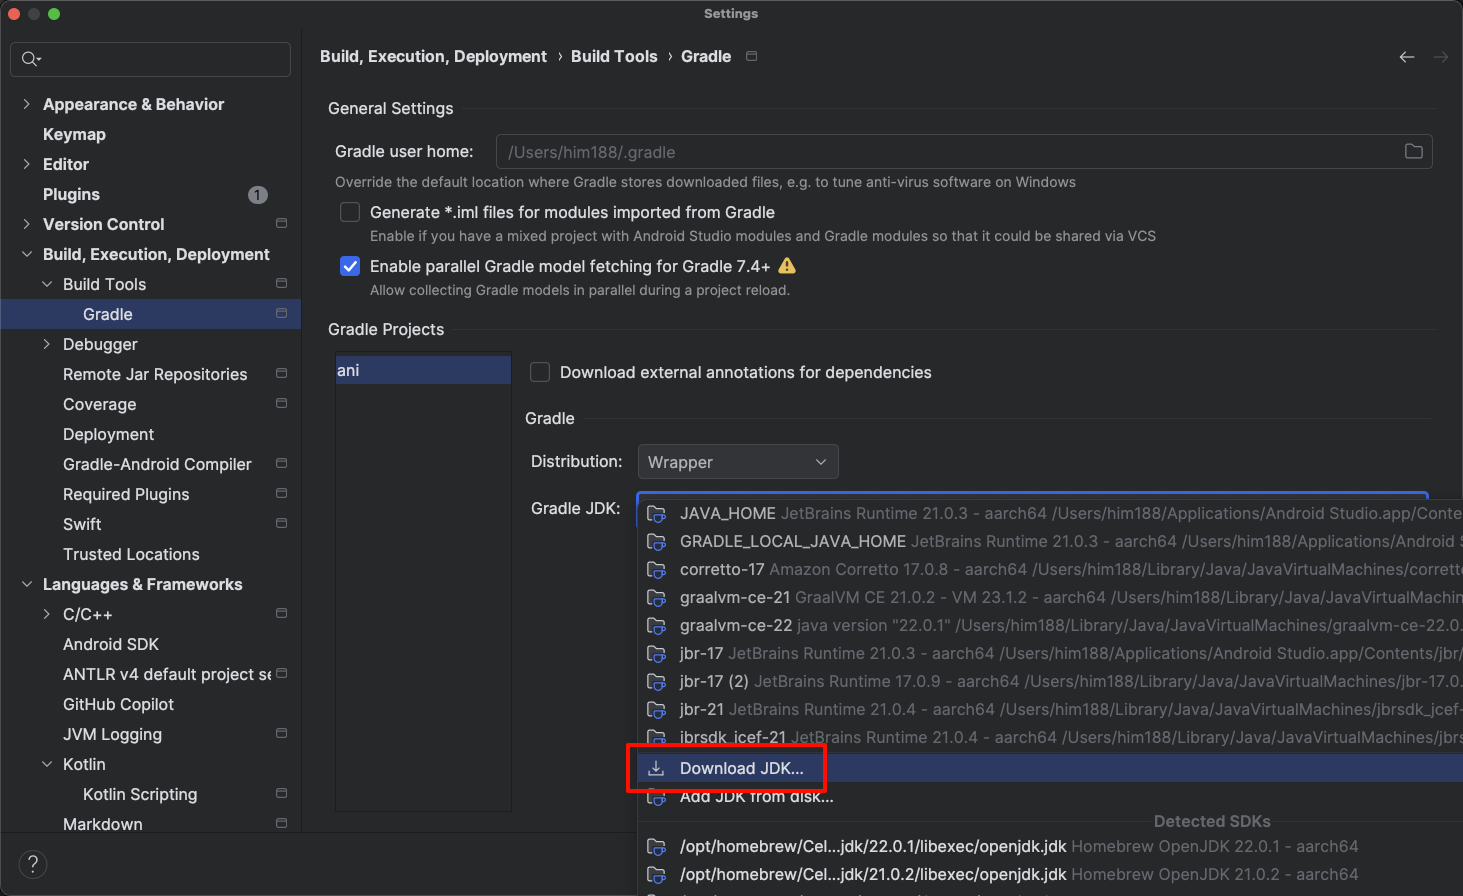 Settings
Build, Execution, Deployment › Build Tools › Gradle
Appearance & Behavior
Keymap
Editor
Plugins 1
Version Control
Build, Execution, Deployment
Build Tools
Gradle
Debugger
Remote Jar Repositories
Coverage
Deployment
Gradle-Android Compiler
Required Plugins
Swift
Trusted Locations
Languages & Frameworks
C/C++
Android SDK
ANTLR v4 default project se
GitHub Copilot
JVM Logging
Kotlin
Kotlin Scripting
Markdown
?
General Settings
Gradle user home: /Users/him188/.gradle
Override the default location where Gradle stores downloaded files, e.g. to tune anti-virus software on Windows
Generate *.iml files for modules imported from Gradle
Enable if you have a mixed project with Android Studio modules and Gradle modules so that it could be shared via VCS
Enable parallel Gradle model fetching for Gradle 7.4+
Allow collecting Gradle models in parallel during a project reload.
Gradle Projects
ani
Download external annotations for dependencies
Gradle
Distribution: Wrapper
Gradle JDK:
JAVA_HOME JetBrains Runtime 21.0.3 - aarch64 /Users/him188/Applications/Android Studio.app/Conten
GRADLE_LOCAL_JAVA_HOME JetBrains Runtime 21.0.3 - aarch64 /Users/him188/Applications/Android S
corretto-17 Amazon Corretto 17.0.8 - aarch64 /Users/him188/Library/Java/JavaVirtualMachines/corretto
graalvm-ce-21 GraalVM CE 21.0.2 - VM 23.1.2 - aarch64 /Users/him188/Library/Java/JavaVirtualMachin
graalvm-ce-22 java version "22.0.1" /Users/him188/Library/Java/JavaVirtualMachines/graalvm-ce-22.0.
jbr-17 JetBrains Runtime 21.0.3 - aarch64 /Users/him188/Applications/Android Studio.app/Contents/jbr/
jbr-17 (2) JetBrains Runtime 17.0.9 - aarch64 /Users/him188/Library/Java/JavaVirtualMachines/jbr-17.0.
jbr-21 JetBrains Runtime 21.0.4 - aarch64 /Users/him188/Library/Java/JavaVirtualMachines/jbrsdk_jcef-
jbrsdk_jcef-21 JetBrains Runtime 21.0.4 - aarch64 /Users/him188/Library/Java/JavaVirtualMachines/jbrs
Download JDK...
Add JDK from disk...
Detected SDKs
/opt/homebrew/Cel...jdk/22.0.1/libexec/openjdk.jdk Homebrew OpenJDK 22.0.1 - aarch64
/opt/homebrew/Cel...jdk/21.0.2/libexec/openjdk.jdk Homebrew OpenJDK 21.0.2 - aarch64